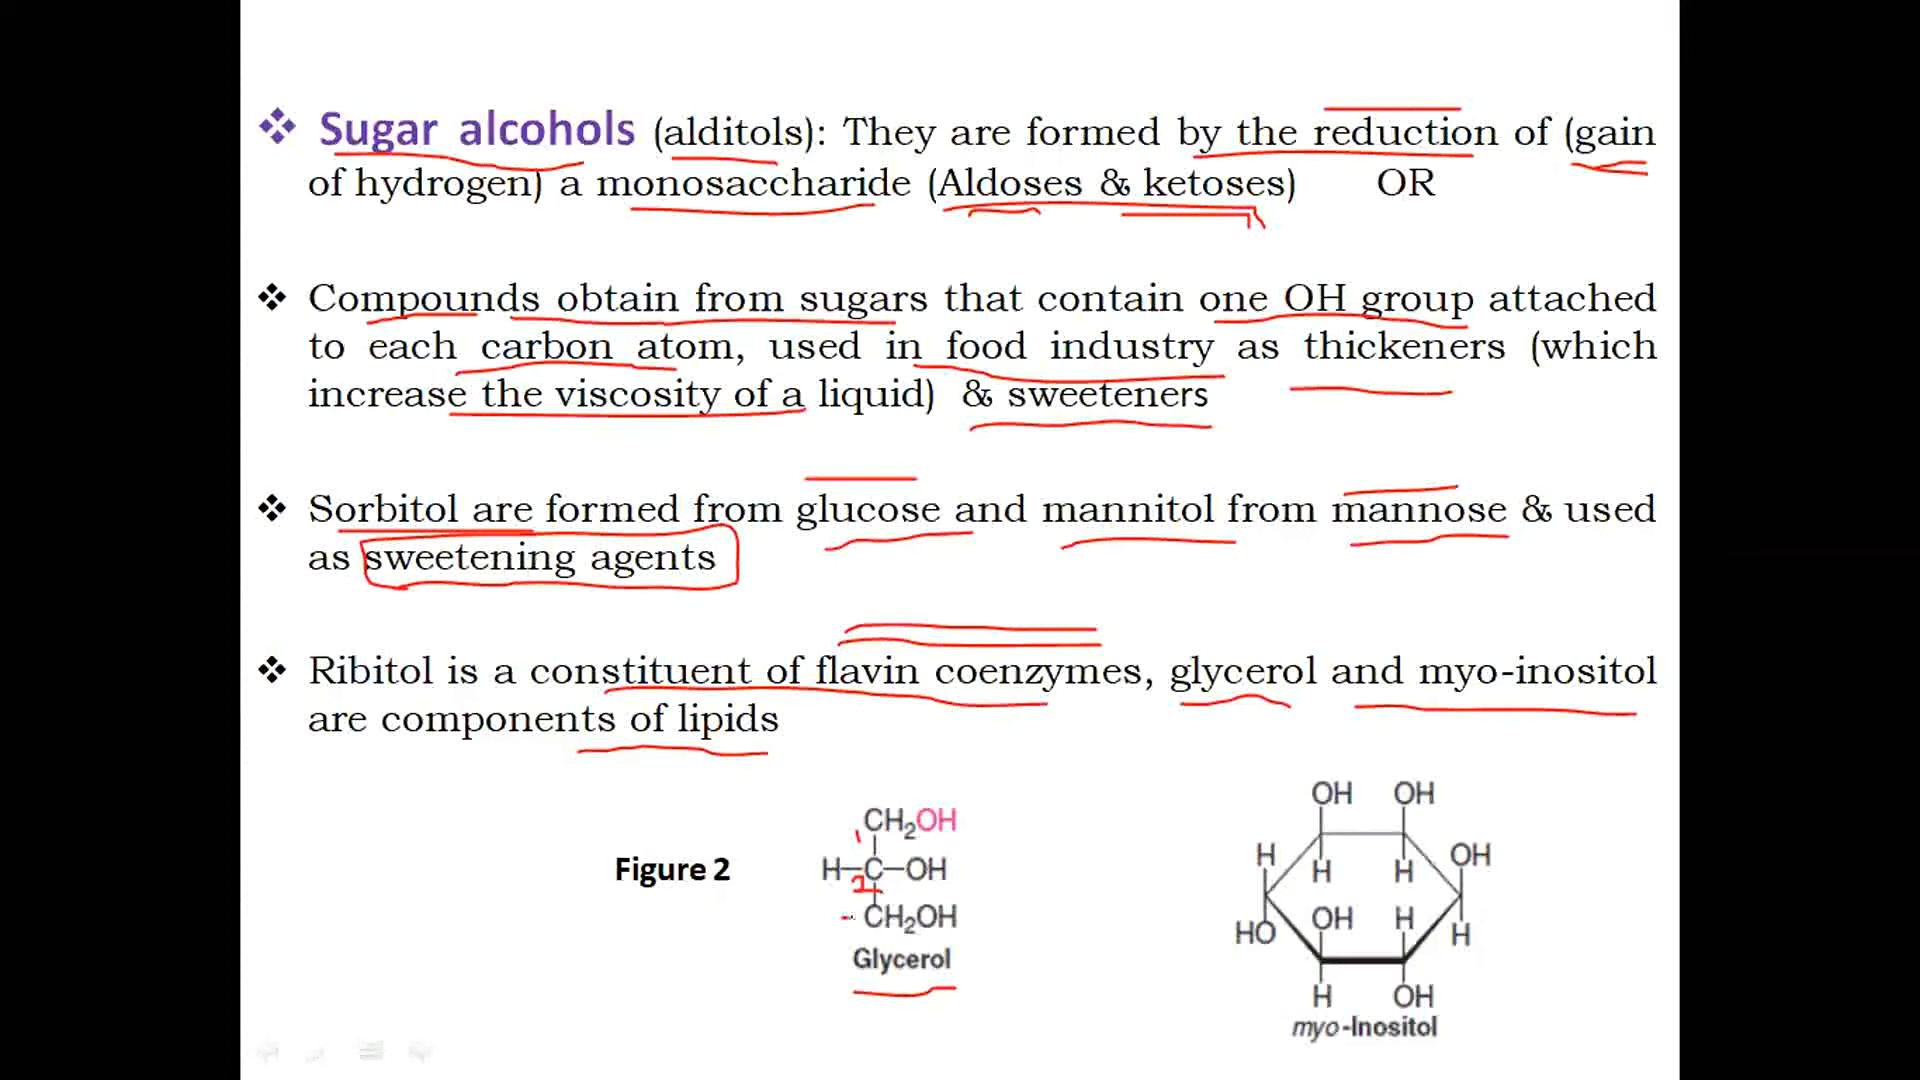 ❖ Sugar alcohols (alditols): They are formed by the reduction of (gain
of hydrogen) a monosaccharide (Aldoses & ketoses) OR
❖ Compounds obtain from sugars that contain one OH group attached
to each carbon atom, used in food industry as thickeners (which
increase the viscosity of a liquid) & sweeteners
❖ Sorbitol are formed from glucose and mannitol from mannose & used
as sweetening agents
❖ Ribitol is a constituent of flavin coenzymes, glycerol and myo-inositol
are components of lipids
Figure 2
CH₂OH
1
H–C–OH
2
CH₂OH
Glycerol
OH OH
H OH
H H
OH H
HO H
H OH
myo-Inositol